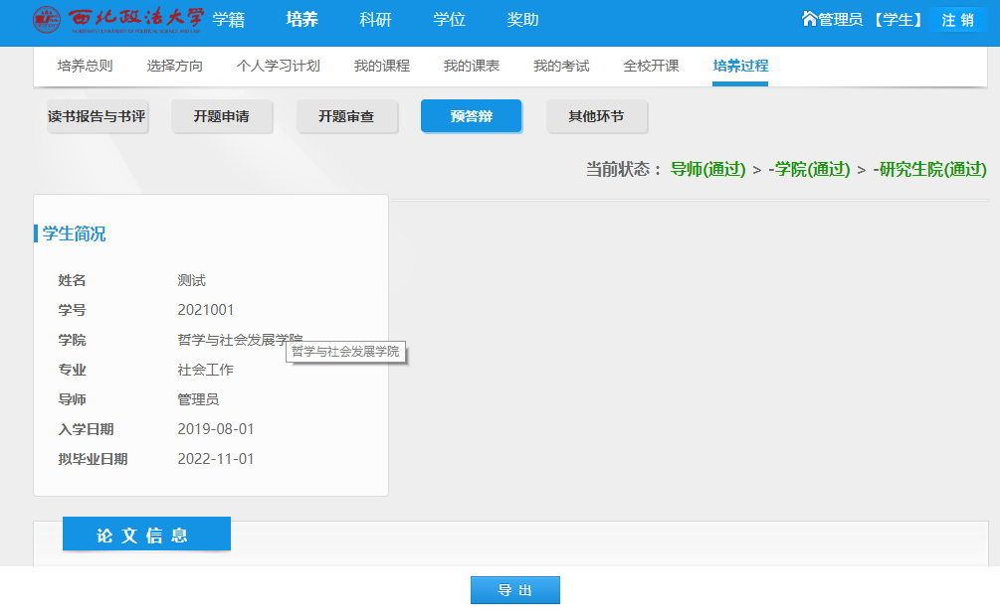 西北政法大学 学籍 培养 科研 学位 奖助 管理员 【学生】 注 销
培养总则 选择方向 个人学习计划 我的课程 我的课表 我的考试 全校开课 培养过程
读书报告与书评 开题申请 开题审查 预答辩 其他环节
当前状态： 导师(通过) > -学院(通过) > -研究生院(通过)
学生简况
姓名 测试
学号 2021001
学院 哲学与社会发展学院
哲学与社会发展学院
专业 社会工作
导师 管理员
入学日期 2019-08-01
拟毕业日期 2022-11-01
论 文 信 息
导 出